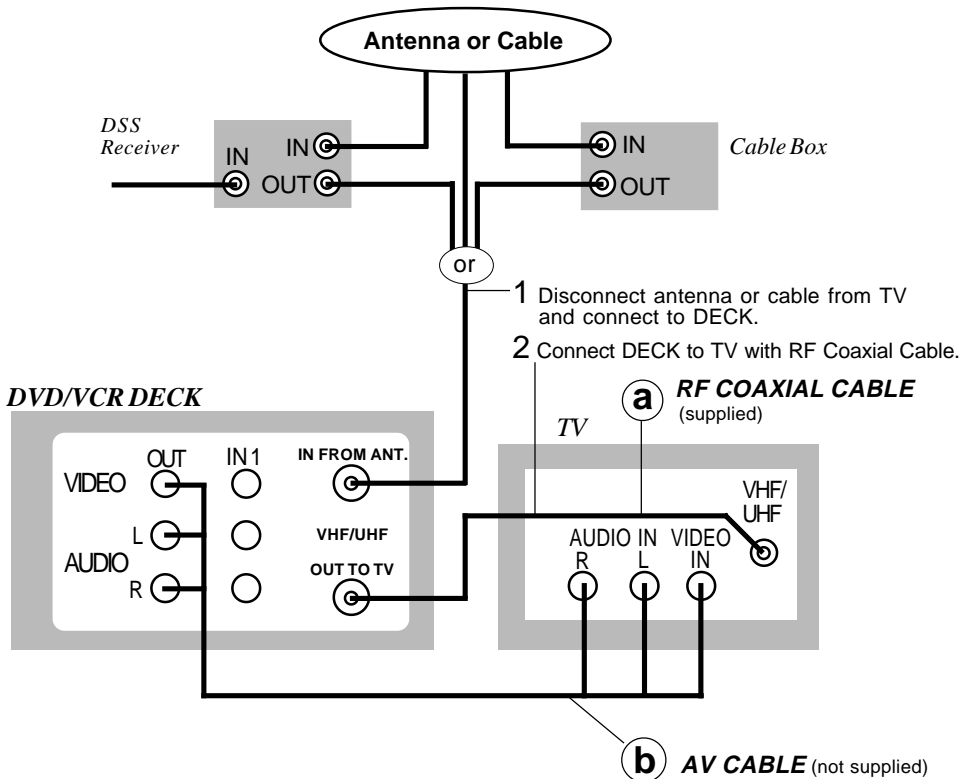 Antenna or Cable
DSS
Receiver
IN
IN
OUT
IN
OUT
Cable Box
or
1 Disconnect antenna or cable from TV
and connect to DECK.
2 Connect DECK to TV with RF Coaxial Cable.
DVD/VCR DECK
a RF COAXIAL CABLE
(supplied)
TV
OUT
IN 1
IN FROM ANT.
VIDEO
L
AUDIO
R
VHF/UHF
OUT TO TV
VHF/
UHF
AUDIO IN
R
L
VIDEO
IN
b AV CABLE (not supplied)